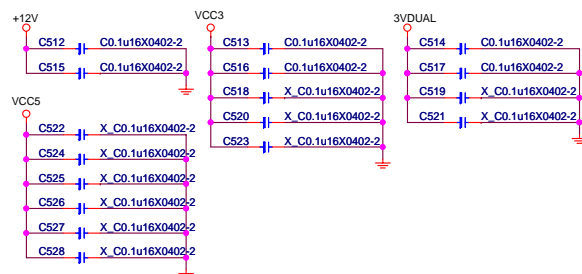 +12V
C512 C0.1u16X0402-2
C515 C0.1u16X0402-2
VCC5
C522 X_C0.1u16X0402-2
C524 X_C0.1u16X0402-2
C525 X_C0.1u16X0402-2
C526 X_C0.1u16X0402-2
C527 X_C0.1u16X0402-2
C528 X_C0.1u16X0402-2
VCC3
C513 C0.1u16X0402-2
C516 C0.1u16X0402-2
C518 X_C0.1u16X0402-2
C520 X_C0.1u16X0402-2
C523 X_C0.1u16X0402-2
3VDUAL
C514 C0.1u16X0402-2
C517 C0.1u16X0402-2
C519 X_C0.1u16X0402-2
C521 X_C0.1u16X0402-2